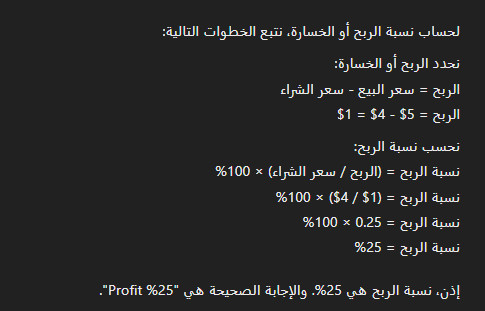 لحساب نسبة الربح أو الخسارة، نتبع الخطوات التالية:
نحدد الربح أو الخسارة:
الربح = سعر البيع - سعر الشراء
الربح = 5$ - 4$ = 1$
نحسب نسبة الربح:
نسبة الربح = (الربح / سعر الشراء) × 100%
نسبة الربح = (1$ / 4$) × 100%
نسبة الربح = 0.25 × 100%
نسبة الربح = 25%
إذن، نسبة الربح هي 25%. والإجابة الصحيحة هي "Profit %25".